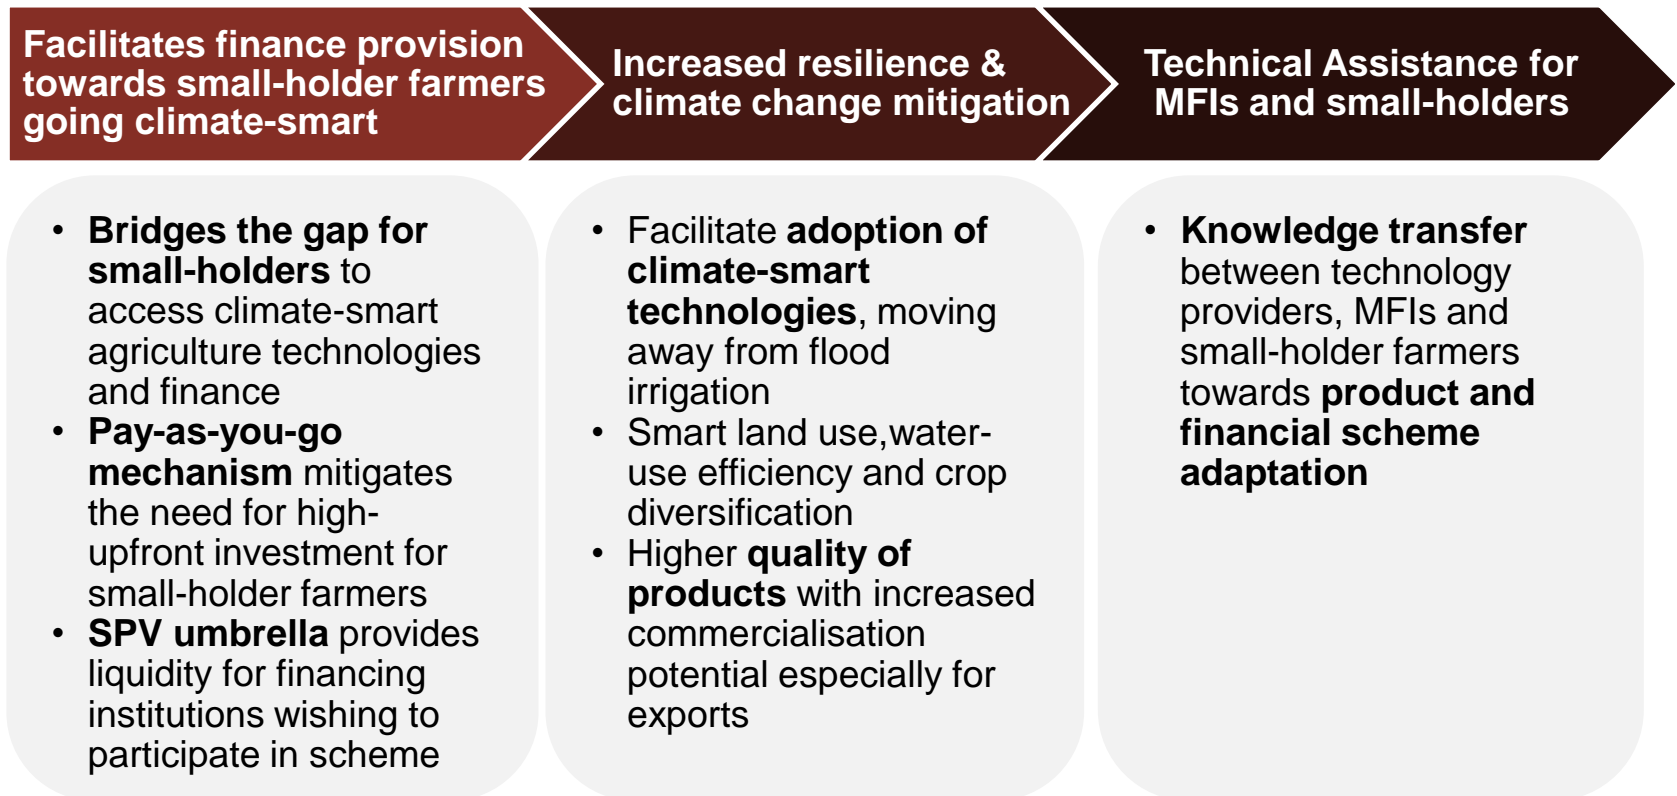 Facilitates finance provision
towards small-holder farmers
going climate-smart
Increased resilience &
climate change mitigation
Technical Assistance for
MFIs and small-holders
• Bridges the gap for
small-holders to
access climate-smart
agriculture technologies
and finance
• Pay-as-you-go
mechanism mitigates
the need for high-
upfront investment for
small-holder farmers
• SPV umbrella provides
liquidity for financing
institutions wishing to
participate in scheme
• Facilitate adoption of
climate-smart
technologies, moving
away from flood
irrigation
• Smart land use,water-
use efficiency and crop
diversification
• Higher quality of
products with increased
commercialisation
potential especially for
exports
• Knowledge transfer
between technology
providers, MFIs and
small-holder farmers
towards product and
financial scheme
adaptation